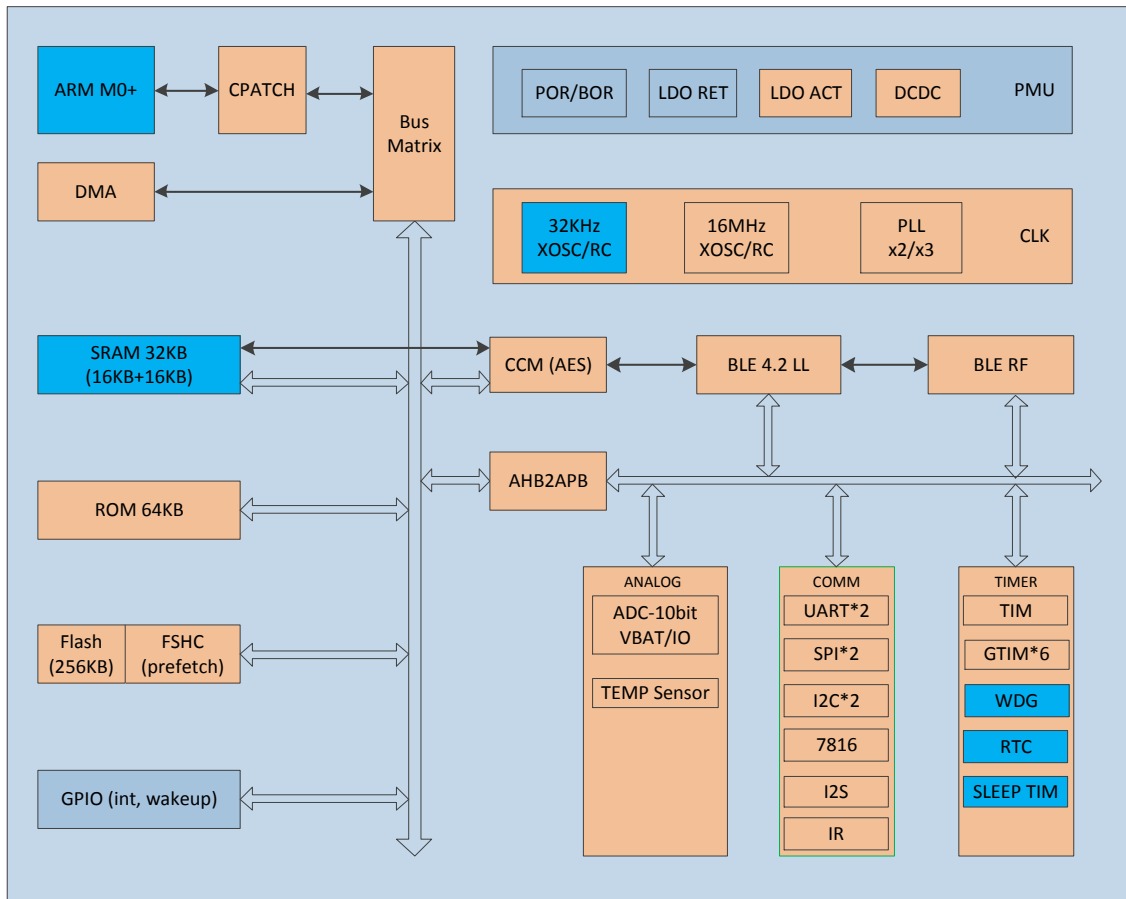 ARM M0+
CPATCH
Bus
Matrix
DMA
POR/BOR
LDO RET
LDO ACT
DCDC
PMU
32KHz
XOSC/RC
16MHz
XOSC/RC
PLL
x2/x3
CLK
SRAM 32KB
(16KB+16KB)
CCM (AES)
BLE 4.2 LL
BLE RF
AHB2APB
ROM 64KB
Flash
(256KB)
FSHC
(prefetch)
GPIO (int, wakeup)
ANALOG
ADC-10bit
VBAT/IO
TEMP Sensor
COMM
UART*2
SPI*2
I2C*2
7816
I2S
IR
TIMER
TIM
GTIM*6
WDG
RTC
SLEEP TIM